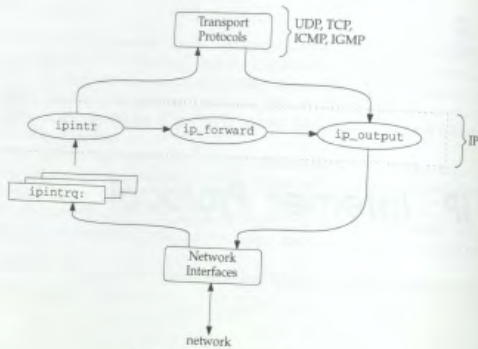 Transport
Protocols
UDP, TCP,
ICMP, IGMP
ipintr
ip_forward
ip_output
IP
ipintrq:
Network
Interfaces
network